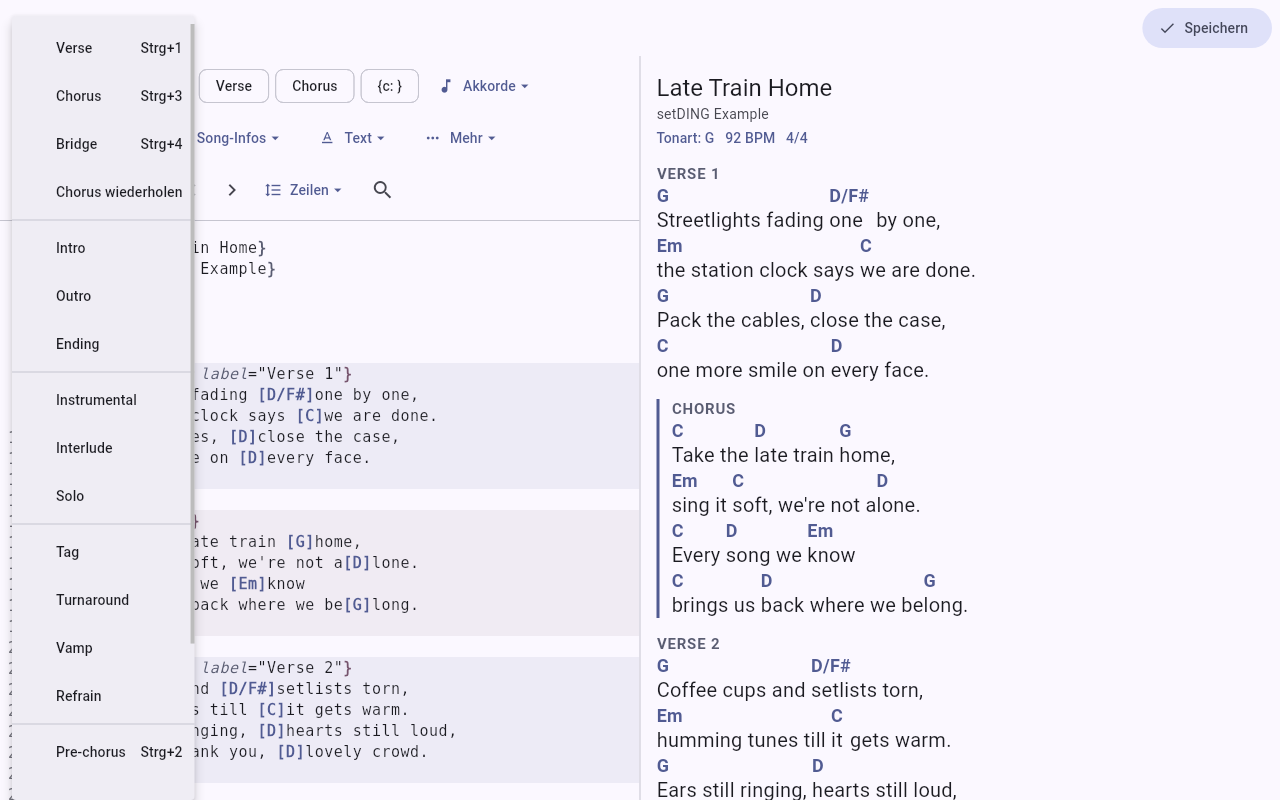 Verse Strg+1
Chorus Strg+3
Bridge Strg+4
Chorus wiederholen
Intro
Outro
Ending
Instrumental
Interlude
Solo
Tag
Turnaround
Vamp
Refrain
Pre-chorus Strg+2
Verse Chorus {c: } Akkorde
Song-Infos Text Mehr
Zeilen
in Home}
Example}
label="Verse 1"}
fading [D/F#]one by one,
clock says [C]we are done.
es, [D]close the case,
e on [D]every face.
}
ate train [G]home,
oft, we're not a[D]lone.
we [Em]know
back where we be[G]long.
label="Verse 2"}
nd [D/F#]setlists torn,
s till [C]it gets warm.
nging, [D]hearts still loud,
ank you, [D]lovely crowd.
Speichern
Late Train Home
setDING Example
Tonart: G 92 BPM 4/4
VERSE 1
G D/F#
Streetlights fading one by one,
Em C
the station clock says we are done.
G D
Pack the cables, close the case,
C D
one more smile on every face.
CHORUS
C D G
Take the late train home,
Em C D
sing it soft, we're not alone.
C D Em
Every song we know
C D G
brings us back where we belong.
VERSE 2
G D/F#
Coffee cups and setlists torn,
Em C
humming tunes till it gets warm.
G D
Ears still ringing, hearts still loud,